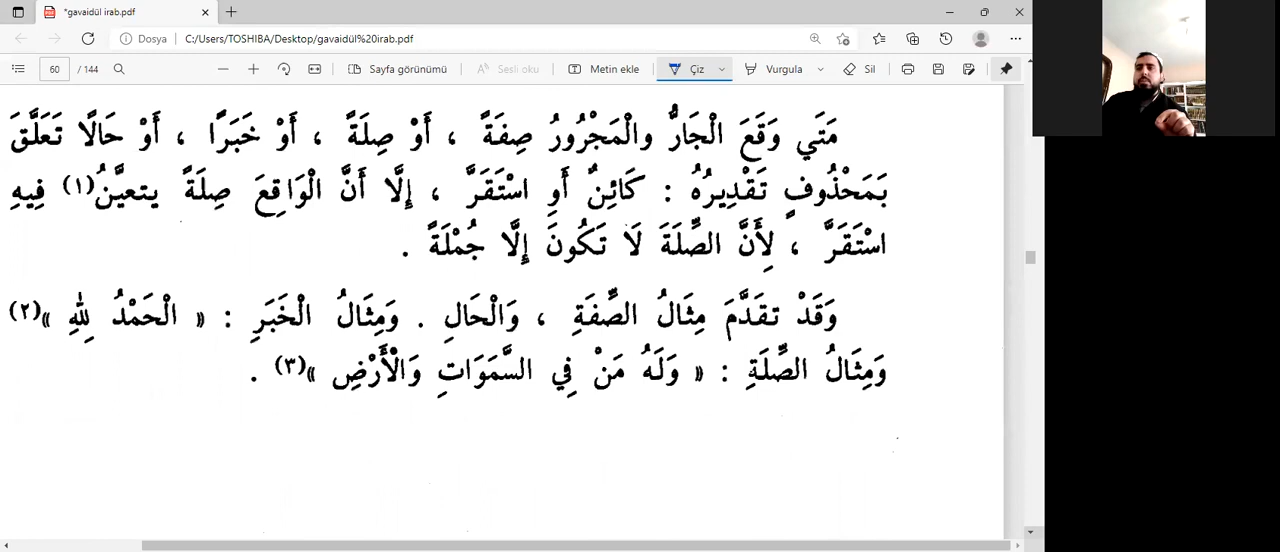 *gavaidül irab.pdf
Dosya
C:/Users/TOSHIBA/Desktop/gavaidül%20irab.pdf
60 / 144
Sayfa görünümü
Sesli oku
Metin ekle
Çiz
Vurgula
Sil
مَتَي وَقَعَ الْجَارُّ والْمَجْرُورُ صِفَةً ، أَوْ صِلَةً ، أَوْ خَبَرًا ، أَوْ حَالًا تَعَلَّقَ
بِمَحْذُوفٍ تَقْدِيرُهُ : كَائِنٌ أَوِ اسْتَقَرَّ ، إِلَّا أَنَّ الْوَاقِعَ صِلَةً يتعيَّنُ (١) فِيهِ
اسْتَقَرَّ ، لِأَنَّ الصِّلَةَ لَا تَكُونَ إِلَّا جُمْلَةً .
وَقَدْ تقدَّمَ مِثَالُ الصِّفَةِ ، وَالْحَالِ . وَمِثَالُ الْخَبَرِ : « الْحَمْدُ لِلهِ »(٢)
وَمِثَالُ الصِّلَةِ : « وَلَهُ مَنْ فِي السَّمَوَاتِ وَالْأَرْضِ »(٣) .